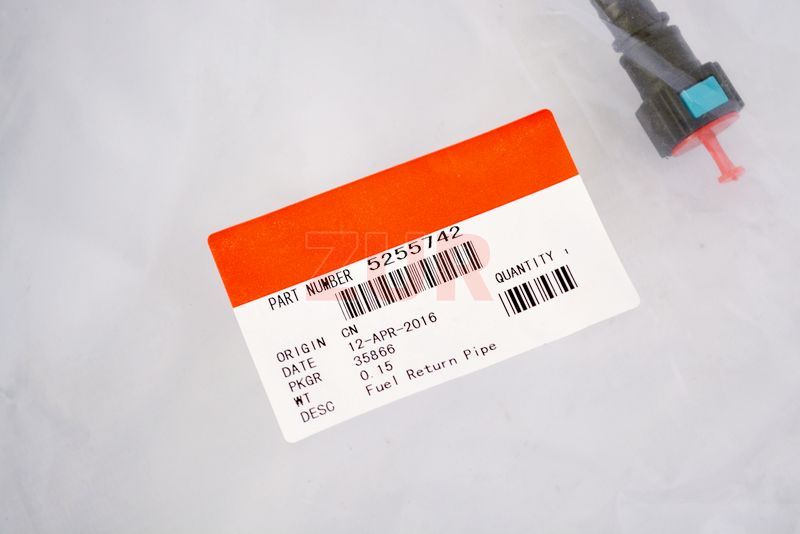 PART NUMBER 5255742
QUANTITY 1
ORIGIN CN
DATE 12-APR-2016
PKGR 35866
WT 0.15
DESC Fuel Return Pipe
ZUR